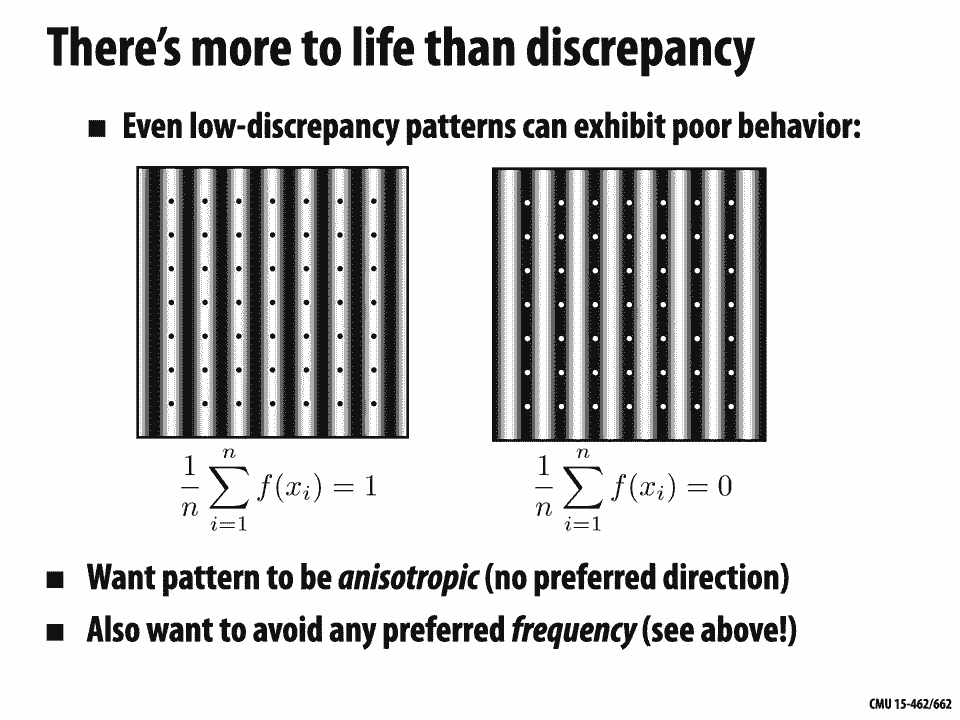 There's more to life than discrepancy
■ Even low-discrepancy patterns can exhibit poor behavior:
\frac{1}{n} \sum_{i=1}^{n} f(x_i) = 1
\frac{1}{n} \sum_{i=1}^{n} f(x_i) = 0
■ Want pattern to be anisotropic (no preferred direction)
■ Also want to avoid any preferred frequency (see above!)
CMU 15-462/662